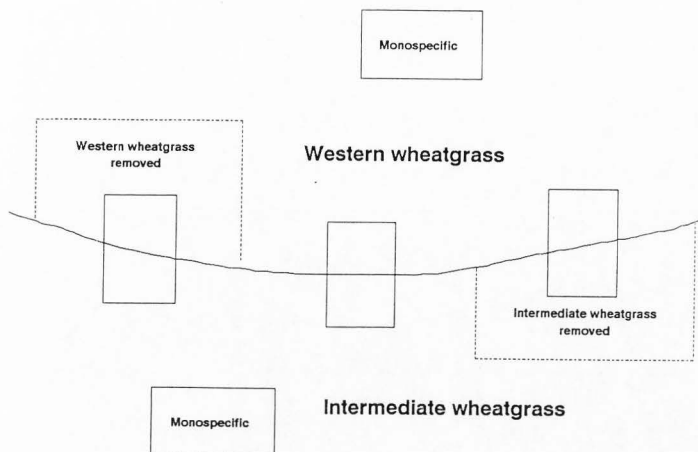 Monospecific
Western wheatgrass
removed
Western wheatgrass
Intermediate wheatgrass
removed
Intermediate wheatgrass
Monospecific